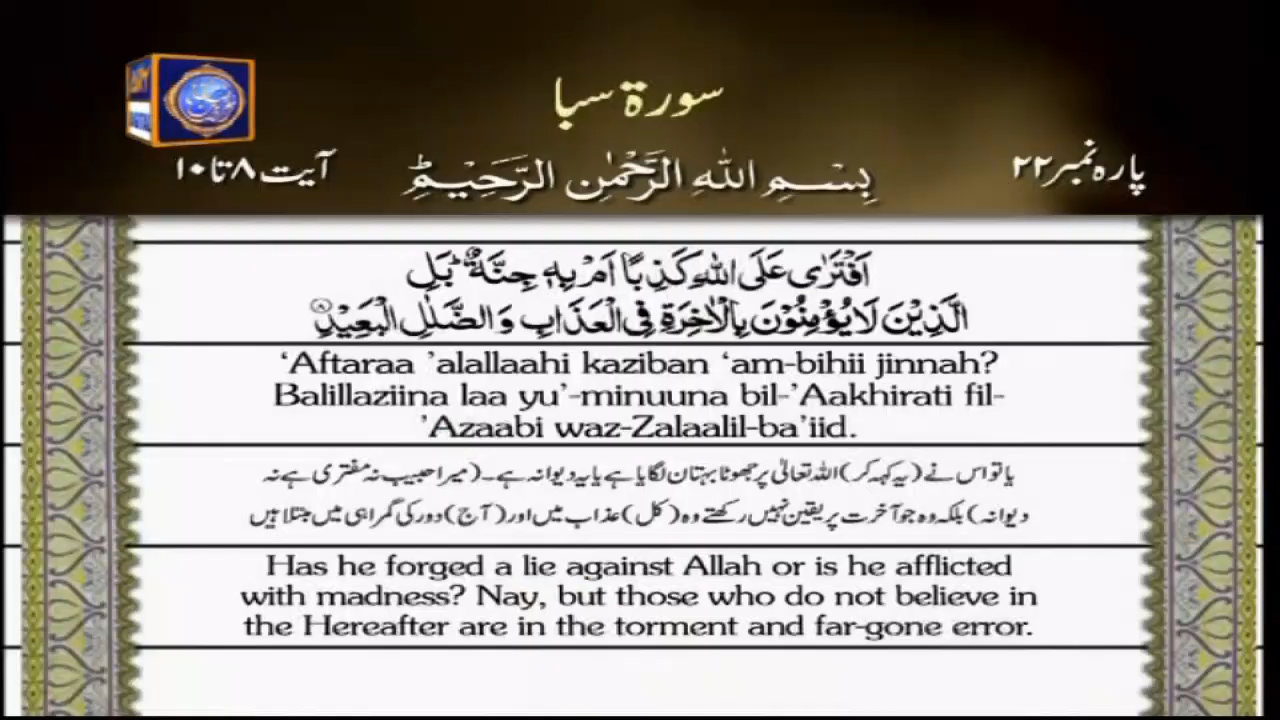 سورۃ سبا
پارہ نمبر ۲۲
بِسْمِ اللهِ الرَّحْمٰنِ الرَّحِیْمِ ؕ
آیت ۸ تا ۱۰
اَفْتَرٰی عَلَی اللهِ کَذِبًا اَمْ بِهٖ جِنَّةٌ ؕ بَلِ
الَّذِیْنَ لَا یُؤْمِنُوْنَ بِالْاٰخِرَةِ فِی الْعَذَابِ وَالضَّلٰلِ الْبَعِیْدِ ۸
‘Aftaraa ’alallaahi kaziban ‘am-bihii jinnah?
Balillaziina laa yu’-minuuna bil-’Aakhirati fil-
’Azaabi waz-Zalaalil-ba’iid.
یا تو اس نے (یہ کہہ کر) اللہ تعالیٰ پر جھوٹا بہتان لگایا ہے یا یہ دیوانہ ہے۔ (میرا حبیب نہ مفتری ہے نہ
دیوانہ) بلکہ وہ جو آخرت پر یقین نہیں رکھتے وہ (کل) عذاب میں اور (آج) دور کی گمراہی میں مبتلا ہیں
Has he forged a lie against Allah or is he afflicted
with madness? Nay, but those who do not believe in
the Hereafter are in the torment and far-gone error.